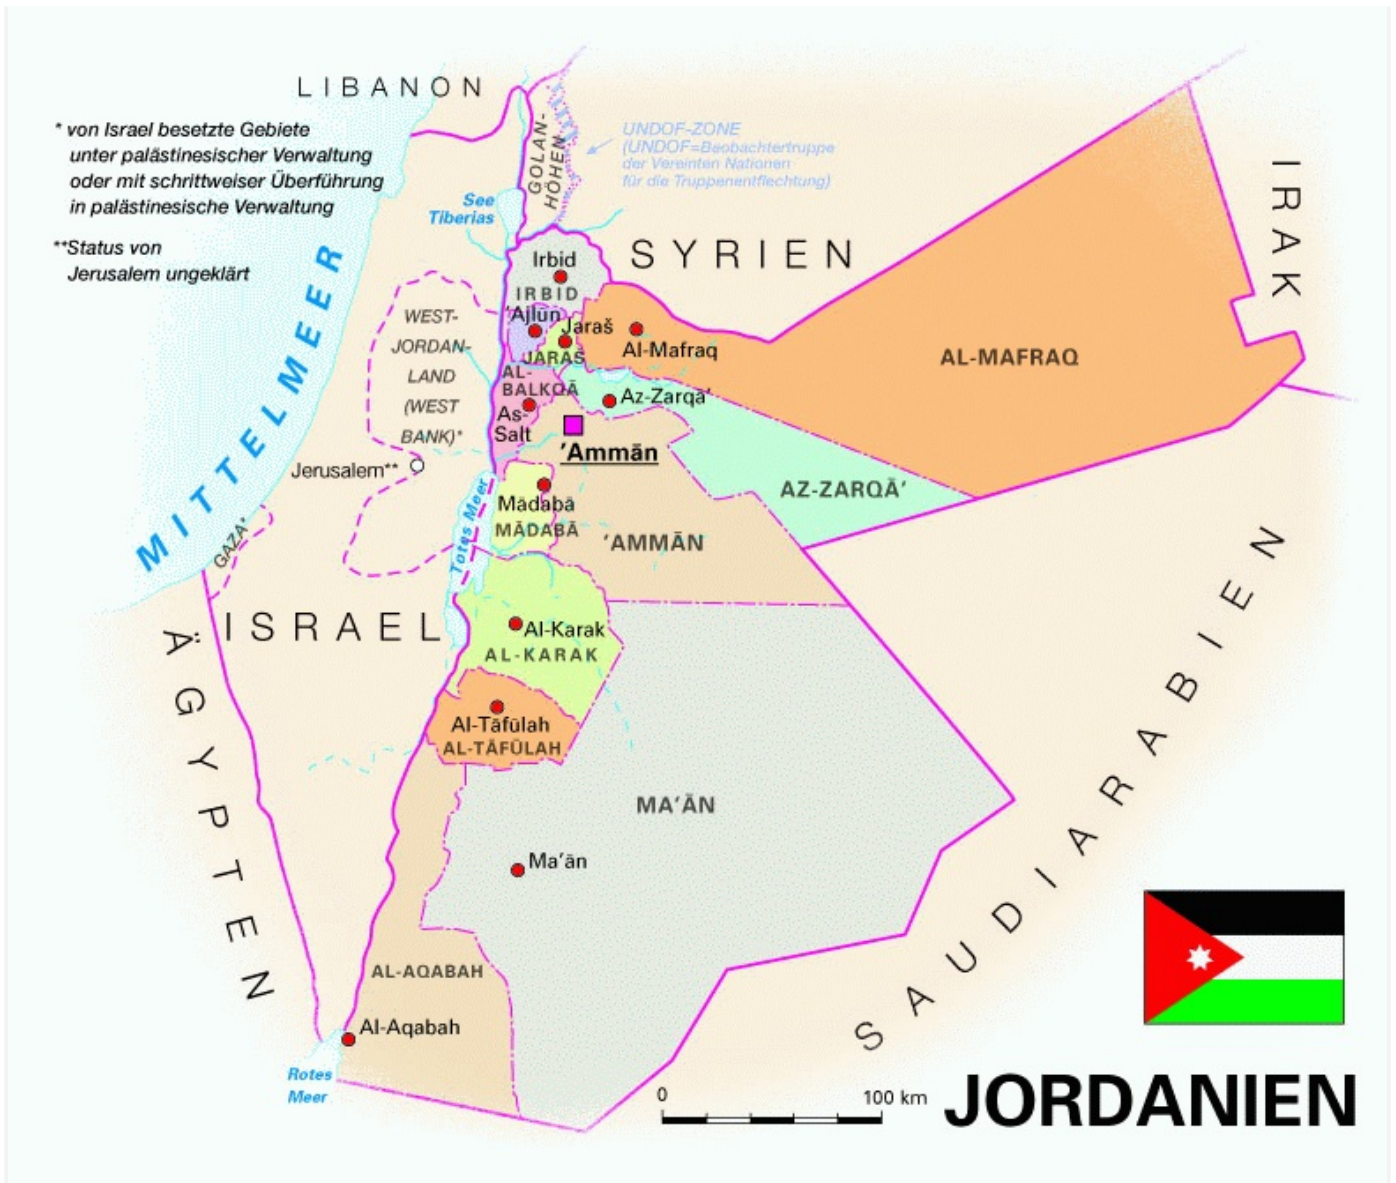 LIBANON
* von Israel besetzte Gebiete
unter palästinesischer Verwaltung
oder mit schrittweiser Überführung
in palästinesische Verwaltung
**Status von
Jerusalem ungeklärt
MITTELMEER
GOLAN-
HÖHEN
UNDOF-ZONE
(UNDOF=Beobachtertruppe
der Vereinten Nationen
für die Truppenentflechtung)
See
Tiberias
SYRIEN
IRAK
Irbid
IRBID
'Ajlūn
Jaraš
JARAŠ
Al-Mafraq
AL-MAFRAQ
WEST-
JORDAN-
LAND
(WEST
BANK)*
AL-
BALKQĀ
As-
Salt
Az-Zarqā'
AZ-ZARQĀ'
'Ammān
'AMMĀN
Jerusalem**
Totes Meer
Mādabā
MĀDABĀ
GAZA*
ISRAEL
ÄGYPTEN
Al-Karak
AL-KARAK
Al-Tāfūlah
AL-TĀFŪLAH
MA'ĀN
Ma'ān
SAUDIARABIEN
AL-AQABAH
Al-Aqabah
Rotes
Meer
0 100 km
JORDANIEN